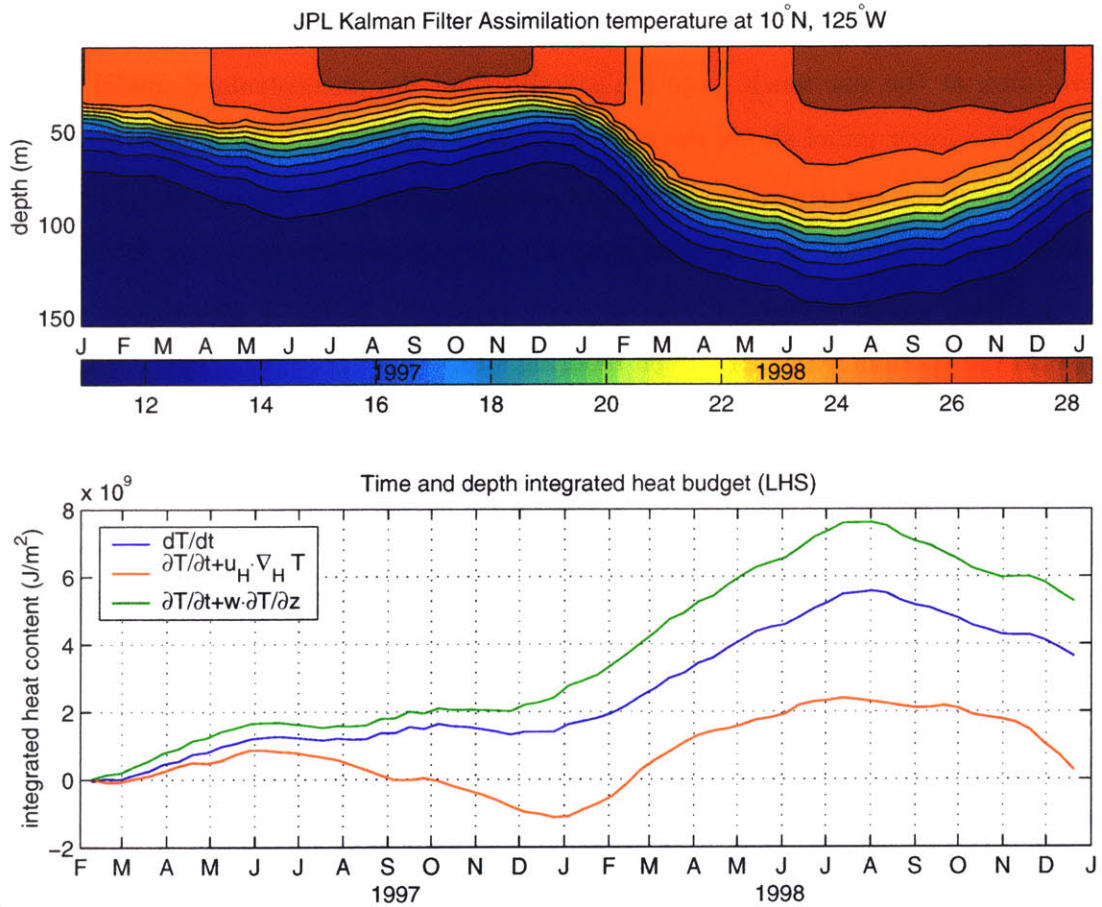 JPL Kalman Filter Assimilation temperature at 10°N, 125°W
depth (m)
50
100
150
J F M A M J J A S O N D J F M A M J J A S O N D J
1997 1998
12 14 16 18 20 22 24 26 28
Time and depth integrated heat budget (LHS)
x 10⁹
integrated heat content (J/m²)
8
6
4
2
0
−2
dT/dt
∂T/∂t+u_H·∇_H T
∂T/∂t+w·∂T/∂z
F M A M J J A S O N D J F M A M J J A S O N D J
1997 1998